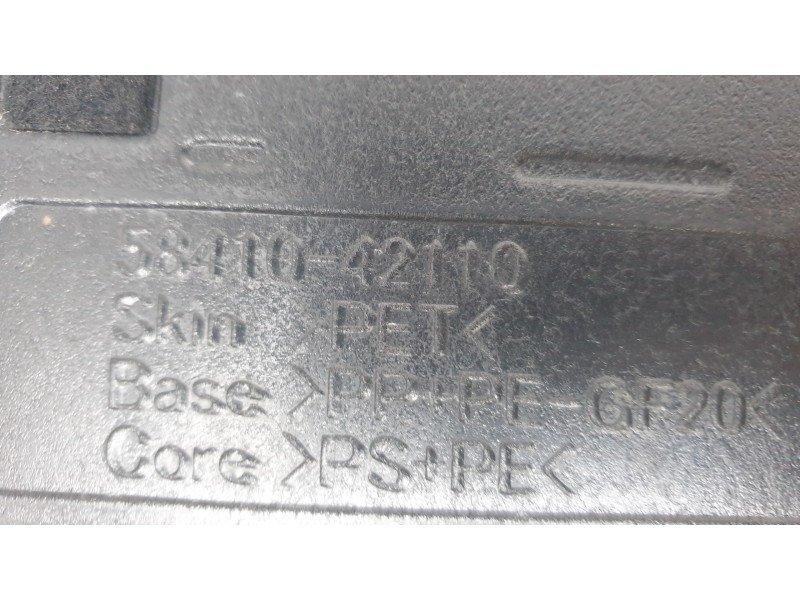 58410-42110
Skin >PET<
Base >PP+PE-GF20<
Core >PS+PE<